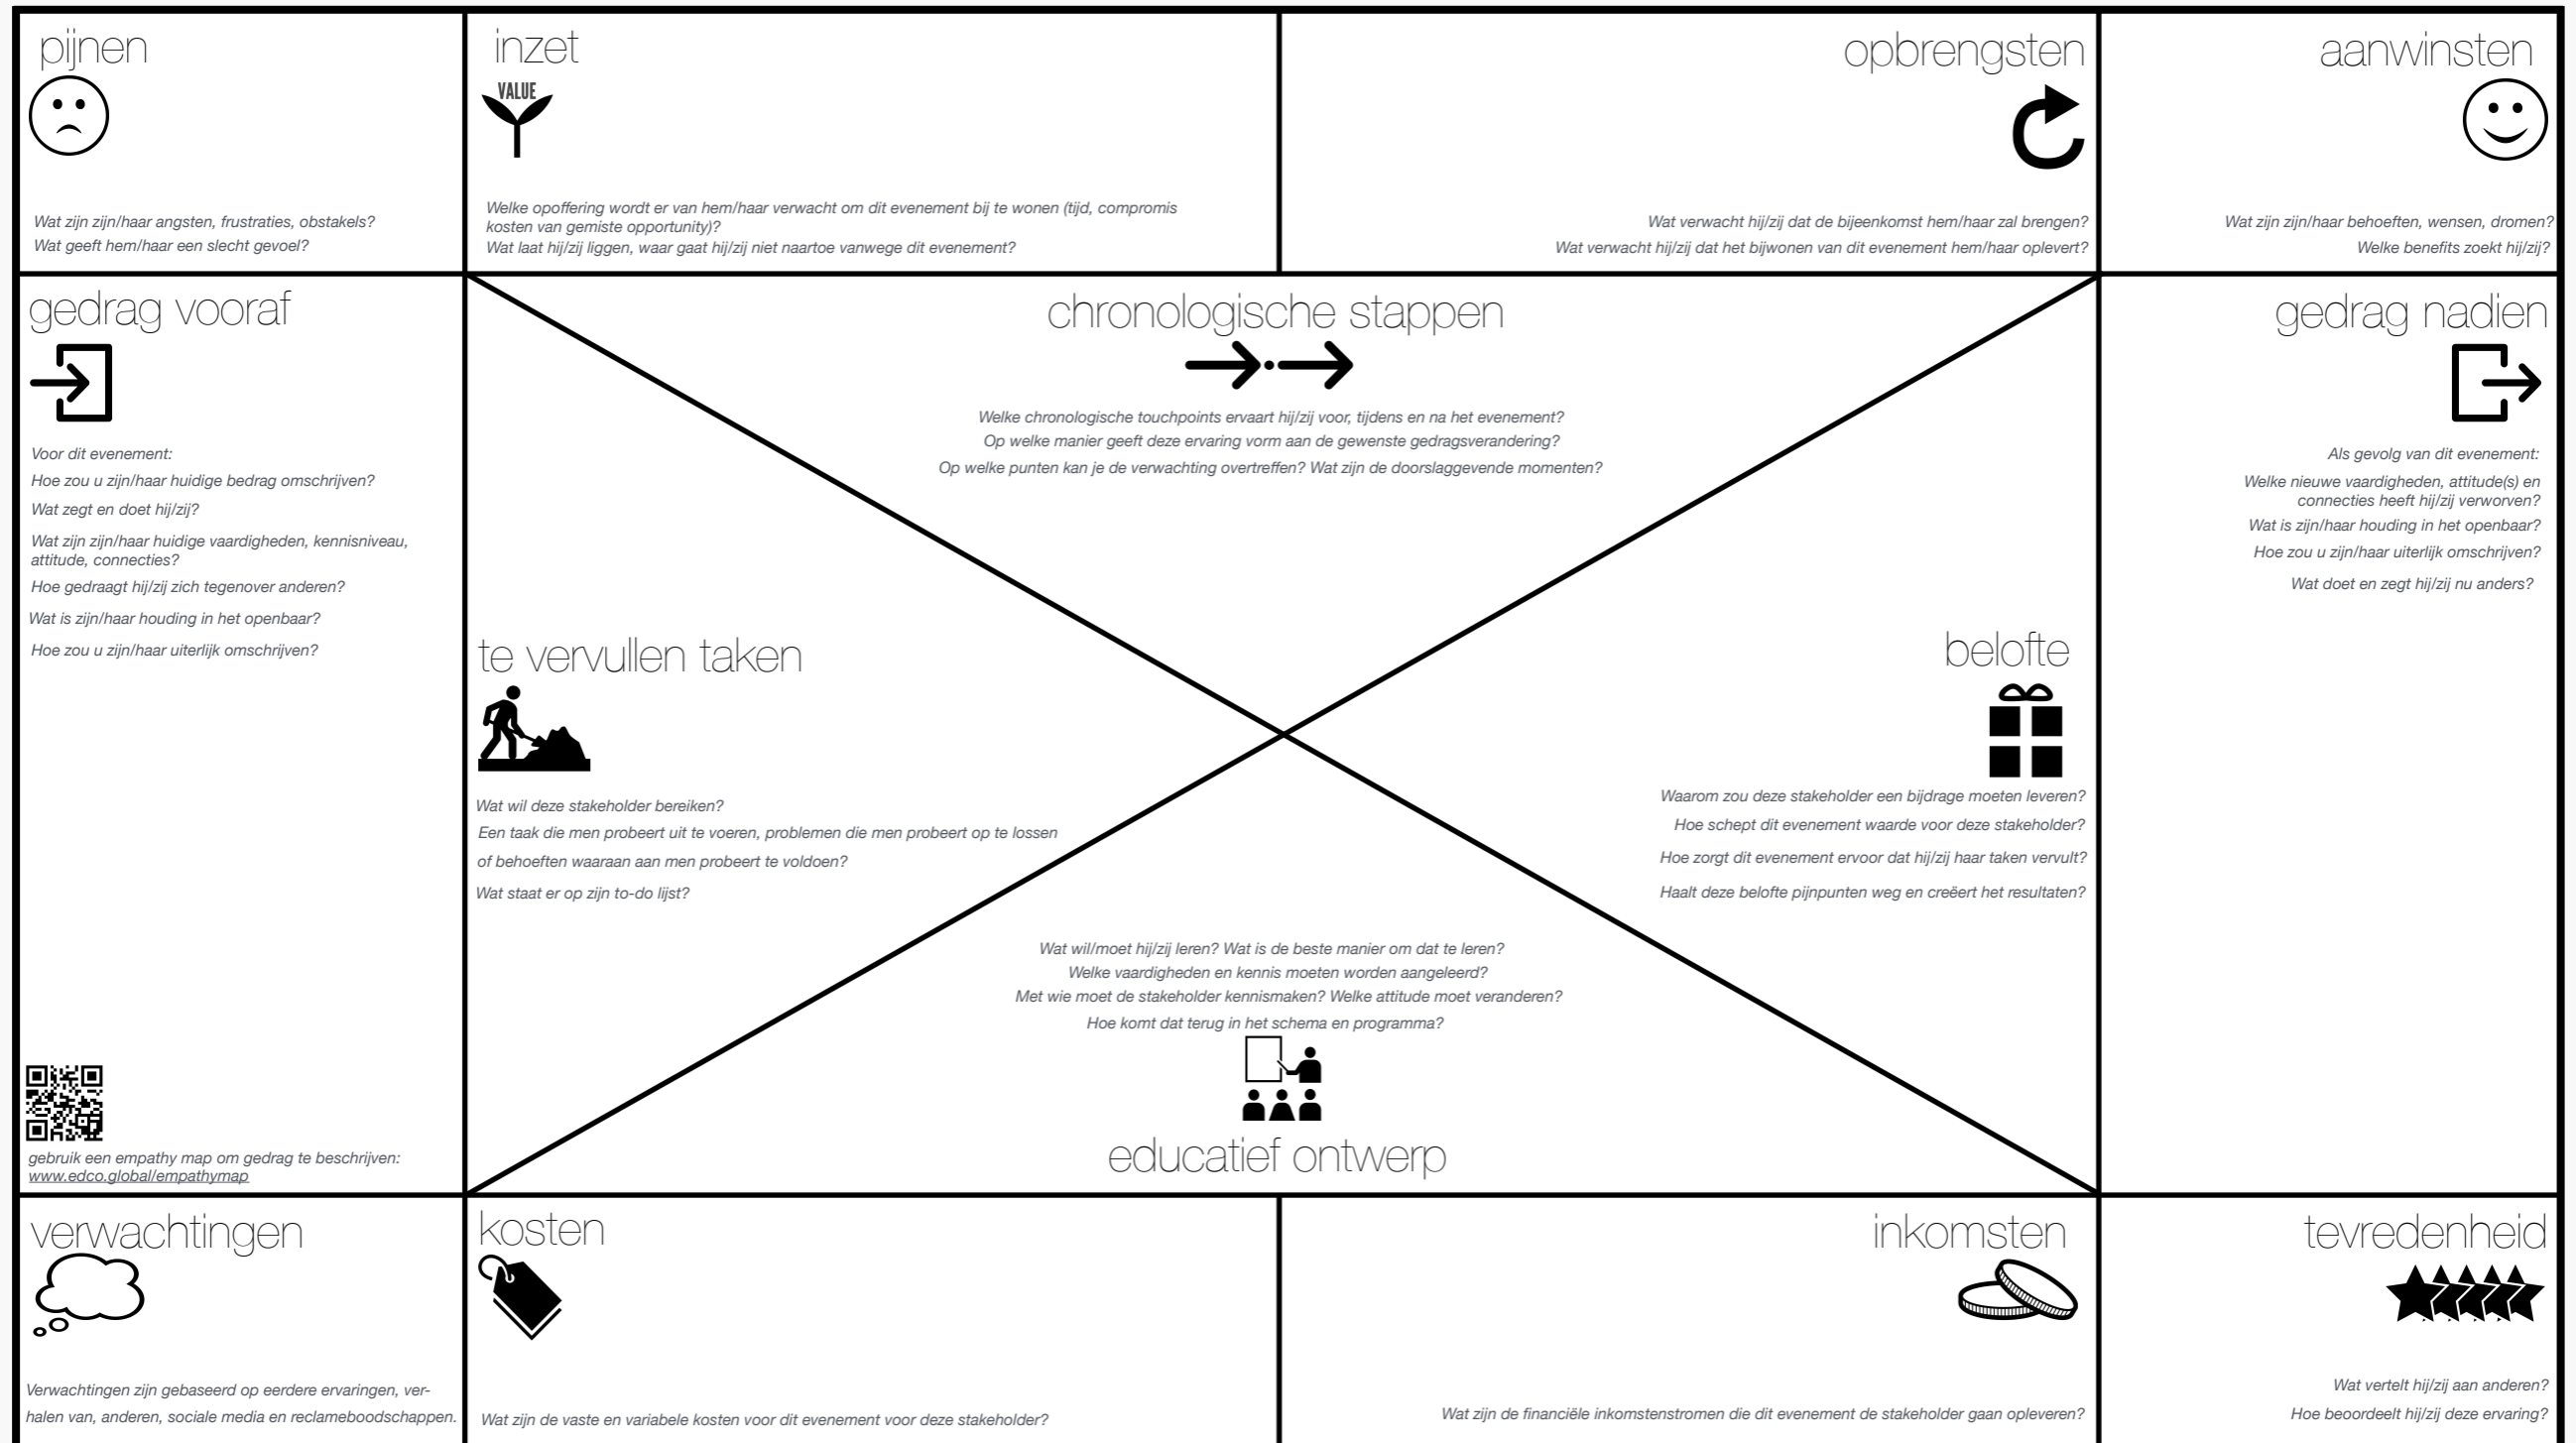 pijnen
Wat zijn zijn/haar angsten, frustraties, obstakels?
Wat geeft hem/haar een slecht gevoel?
inzet
VALUE
Welke opoffering wordt er van hem/haar verwacht om dit evenement bij te wonen (tijd, compromis
kosten van gemiste opportunity)?
Wat laat hij/zij liggen, waar gaat hij/zij niet naartoe vanwege dit evenement?
opbrengsten
Wat verwacht hij/zij dat de bijeenkomst hem/haar zal brengen?
Wat verwacht hij/zij dat het bijwonen van dit evenement hem/haar oplevert?
aanwinsten
Wat zijn zijn/haar behoeften, wensen, dromen?
Welke benefits zoekt hij/zij?
gedrag vooraf
Voor dit evenement:
Hoe zou u zijn/haar huidige bedrag omschrijven?
Wat zegt en doet hij/zij?
Wat zijn zijn/haar huidige vaardigheden, kennisniveau,
attitude, connecties?
Hoe gedraagt hij/zij zich tegenover anderen?
Wat is zijn/haar houding in het openbaar?
Hoe zou u zijn/haar uiterlijk omschrijven?
gebruik een empathy map om gedrag te beschrijven:
www.edco.global/empathymap
chronologische stappen
Welke chronologische touchpoints ervaart hij/zij voor, tijdens en na het evenement?
Op welke manier geeft deze ervaring vorm aan de gewenste gedragsverandering?
Op welke punten kan je de verwachting overtreffen? Wat zijn de doorslaggevende momenten?
te vervullen taken
Wat wil deze stakeholder bereiken?
Een taak die men probeert uit te voeren, problemen die men probeert op te lossen
of behoeften waaraan aan men probeert te voldoen?
Wat staat er op zijn to-do lijst?
belofte
Waarom zou deze stakeholder een bijdrage moeten leveren?
Hoe schept dit evenement waarde voor deze stakeholder?
Hoe zorgt dit evenement ervoor dat hij/zij haar taken vervult?
Haalt deze belofte pijnpunten weg en creëert het resultaten?
Wat wil/moet hij/zij leren? Wat is de beste manier om dat te leren?
Welke vaardigheden en kennis moeten worden aangeleerd?
Met wie moet de stakeholder kennismaken? Welke attitude moet veranderen?
Hoe komt dat terug in het schema en programma?
educatief ontwerp
gedrag nadien
Als gevolg van dit evenement:
Welke nieuwe vaardigheden, attitude(s) en
connecties heeft hij/zij verworven?
Wat is zijn/haar houding in het openbaar?
Hoe zou u zijn/haar uiterlijk omschrijven?
Wat doet en zegt hij/zij nu anders?
verwachtingen
Verwachtingen zijn gebaseerd op eerdere ervaringen, ver-
halen van, anderen, sociale media en reclameboodschappen.
kosten
Wat zijn de vaste en variabele kosten voor dit evenement voor deze stakeholder?
inkomsten
Wat zijn de financiële inkomstenstromen die dit evenement de stakeholder gaan opleveren?
tevredenheid
Wat vertelt hij/zij aan anderen?
Hoe beoordeelt hij/zij deze ervaring?